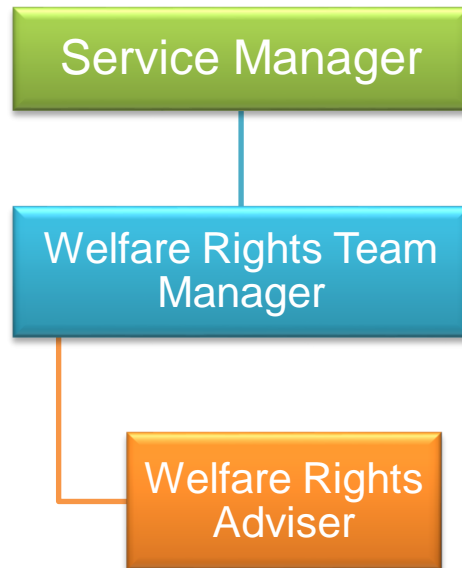 Service Manager
Welfare Rights Team
Manager
Welfare Rights
Adviser